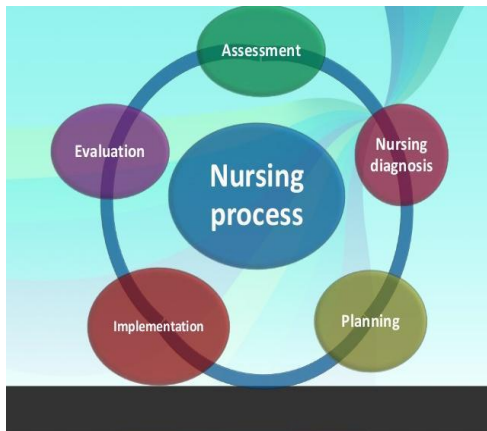 Assessment
Nursing
diagnosis
Planning
Implementation
Evaluation
Nursing
process